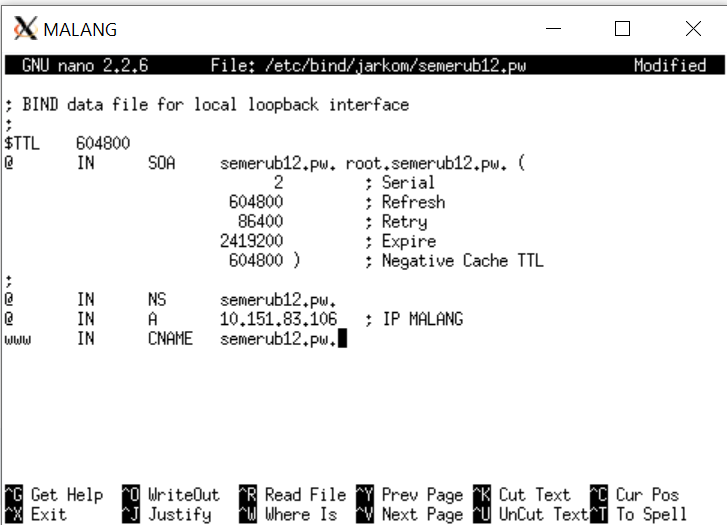 MALANG
GNU nano 2.2.6 File: /etc/bind/jarkom/semerub12.pw Modified
; BIND data file for local loopback interface
;
$TTL 604800
@ IN SOA semerub12.pw. root.semerub12.pw. (
2 ; Serial
604800 ; Refresh
86400 ; Retry
2419200 ; Expire
604800 ) ; Negative Cache TTL
;
@ IN NS semerub12.pw.
@ IN A 10.151.83.106 ; IP MALANG
www IN CNAME semerub12.pw.
^G Get Help ^O WriteOut ^R Read File ^Y Prev Page ^K Cut Text ^C Cur Pos
^X Exit ^J Justify ^W Where Is ^V Next Page ^U UnCut Text ^T To Spell